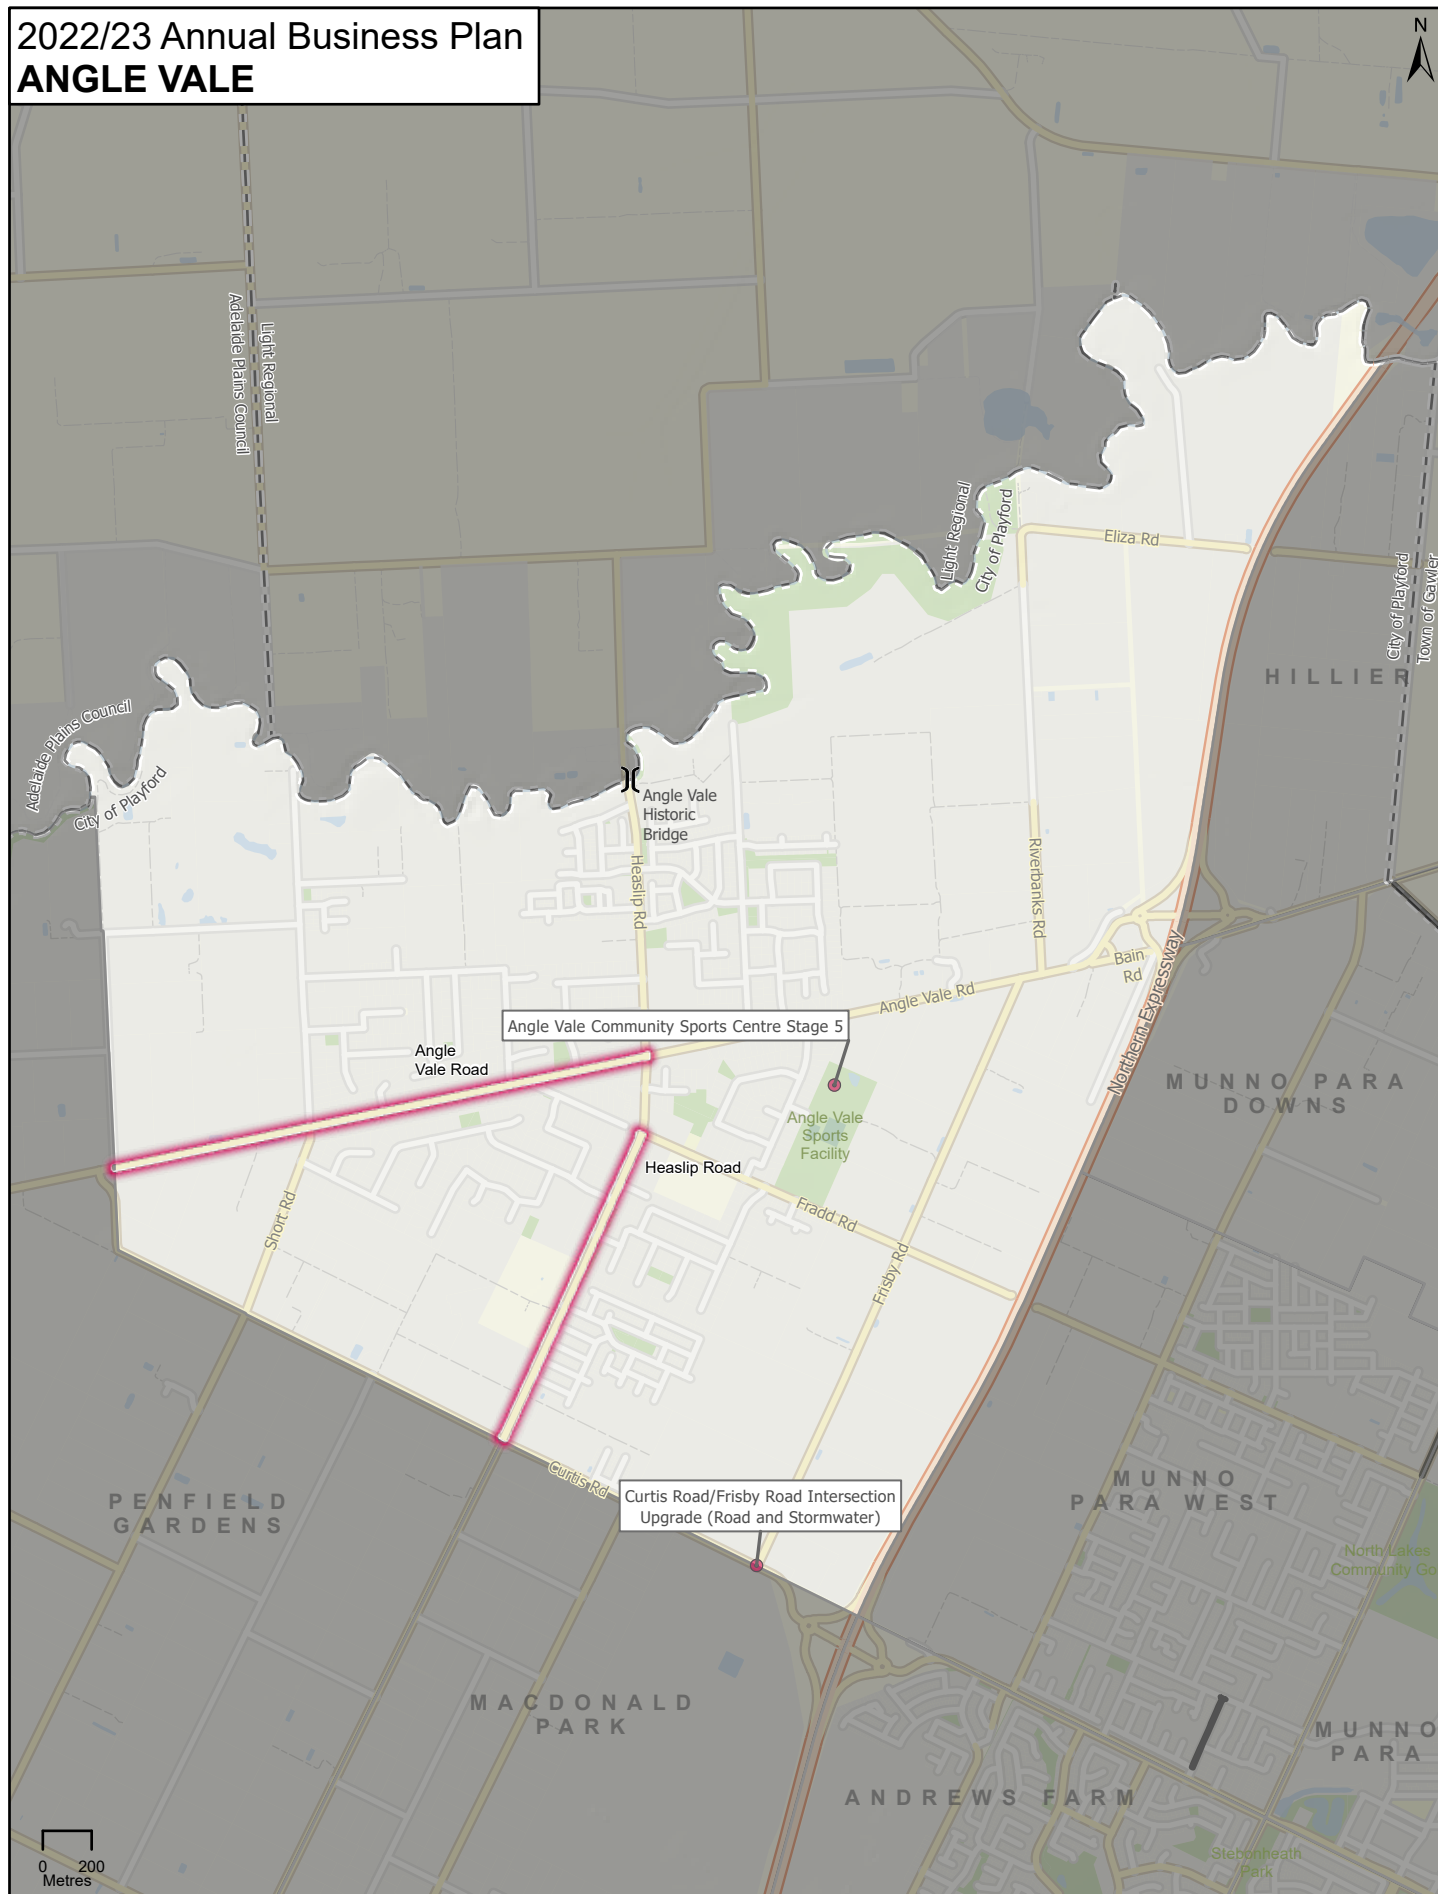 2022/23 Annual Business Plan
ANGLE VALE
N
Adelaide Plains Council
Light Regional
Light Regional
City of Playford
Eliza Rd
City of Playford
Town of Gawler
HILLIER
Adelaide Plains Council
City of Playford
Angle Vale
Historic
Bridge
Heaslip Rd
Riverbanks Rd
Bain
Rd
Angle Vale Rd
Northern Expressway
Angle Vale Community Sports Centre Stage 5
Angle
Vale Road
MUNNO PARA
DOWNS
Angle Vale
Sports
Facility
Heaslip Road
Short Rd
Fradd Rd
Frisby Rd
Curtis Rd
PENFIELD
GARDENS
Curtis Road/Frisby Road Intersection
Upgrade (Road and Stormwater)
MUNNO
PARA WEST
North Lakes
Community Go
MACDONALD
PARK
MUNNO
PARA
ANDREWS FARM
Stebonheath
Park
0 200
Metres